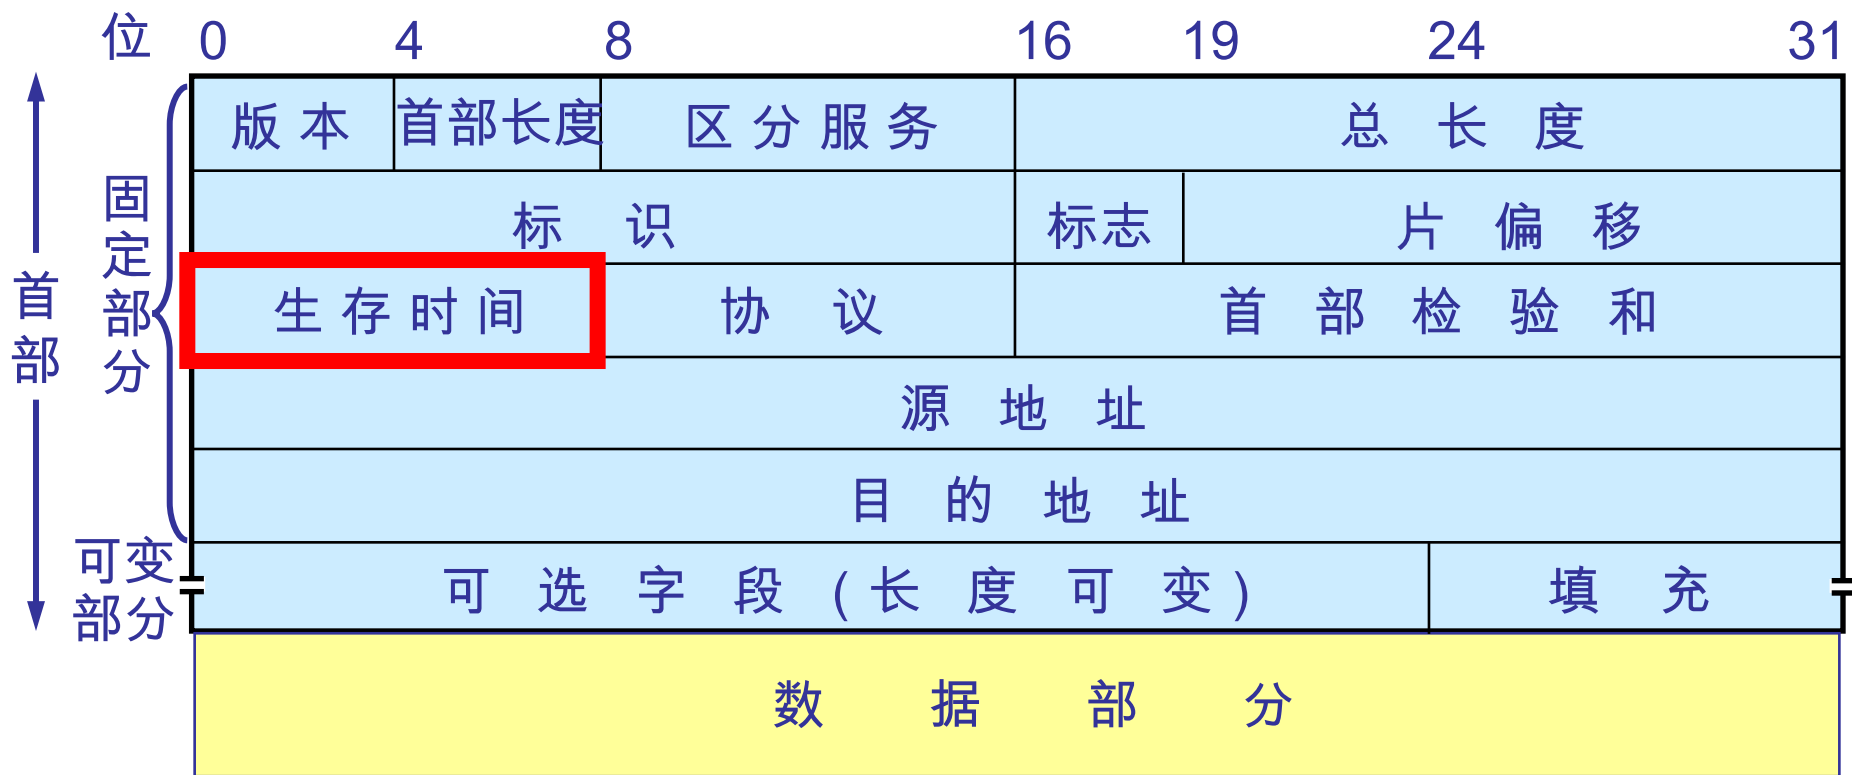 位 0 4 8 16 19 24 31
版本 首部长度 区分服务 总长度
标识 标志 片偏移
生存时间 协议 首部检验和
源地址
目的地址
可选字段(长度可变) 填充
数据部分
首部
固定部分
可变
部分